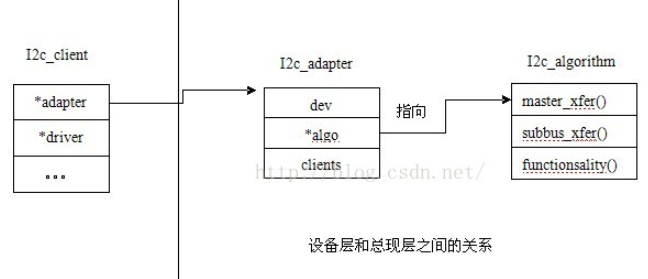 I2c_client
*adapter
*driver
...
I2c_adapter
dev
*algo
clients
指向
I2c_algorithm
master_xfer()
subbus_xfer()
functionsality()
http://blog.csdn.net/
设备层和总现层之间的关系